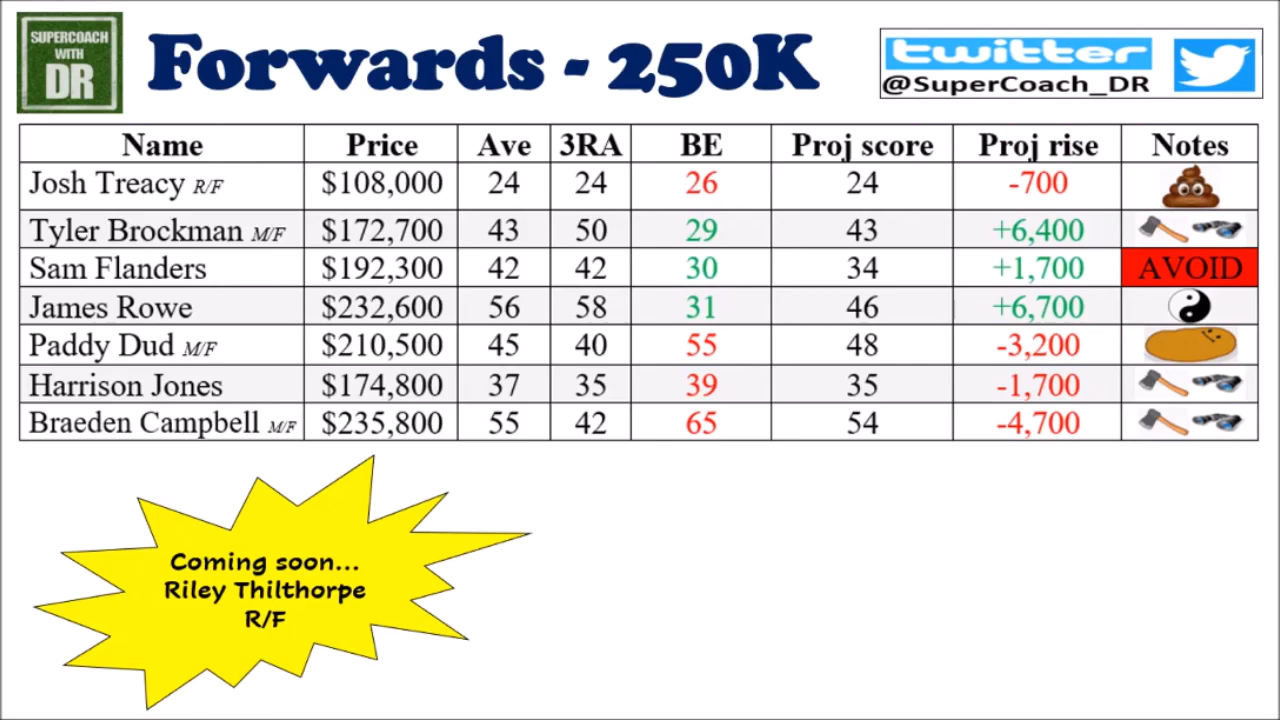 SUPERCOACH
WITH
DR
Forwards - 250K
twitter
@SuperCoach_DR
Name Price Ave 3RA BE Proj score Proj rise Notes
Josh Treacy R/F $108,000 24 24 26 24 -700
Tyler Brockman M/F $172,700 43 50 29 43 +6,400
Sam Flanders $192,300 42 42 30 34 +1,700 AVOID
James Rowe $232,600 56 58 31 46 +6,700
Paddy Dud M/F $210,500 45 40 55 48 -3,200
Harrison Jones $174,800 37 35 39 35 -1,700
Braeden Campbell M/F $235,800 55 42 65 54 -4,700
Coming soon...
Riley Thilthorpe
R/F